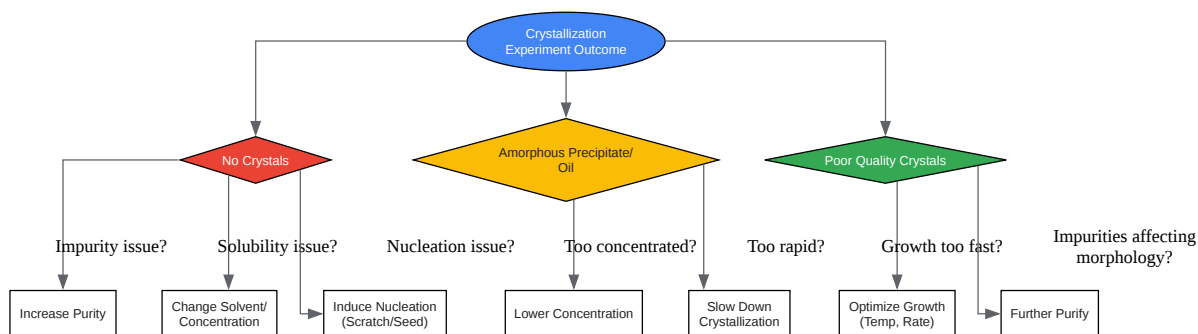 Crystallization
Experiment Outcome
No Crystals
Amorphous Precipitate/
Oil
Poor Quality Crystals
Impurity issue?
Solubility issue?
Nucleation issue?
Too concentrated?
Too rapid?
Growth too fast?
Impurities affecting
morphology?
Increase Purity
Change Solvent/
Concentration
Induce Nucleation
(Scratch/Seed)
Lower Concentration
Slow Down
Crystallization
Optimize Growth
(Temp, Rate)
Further Purify